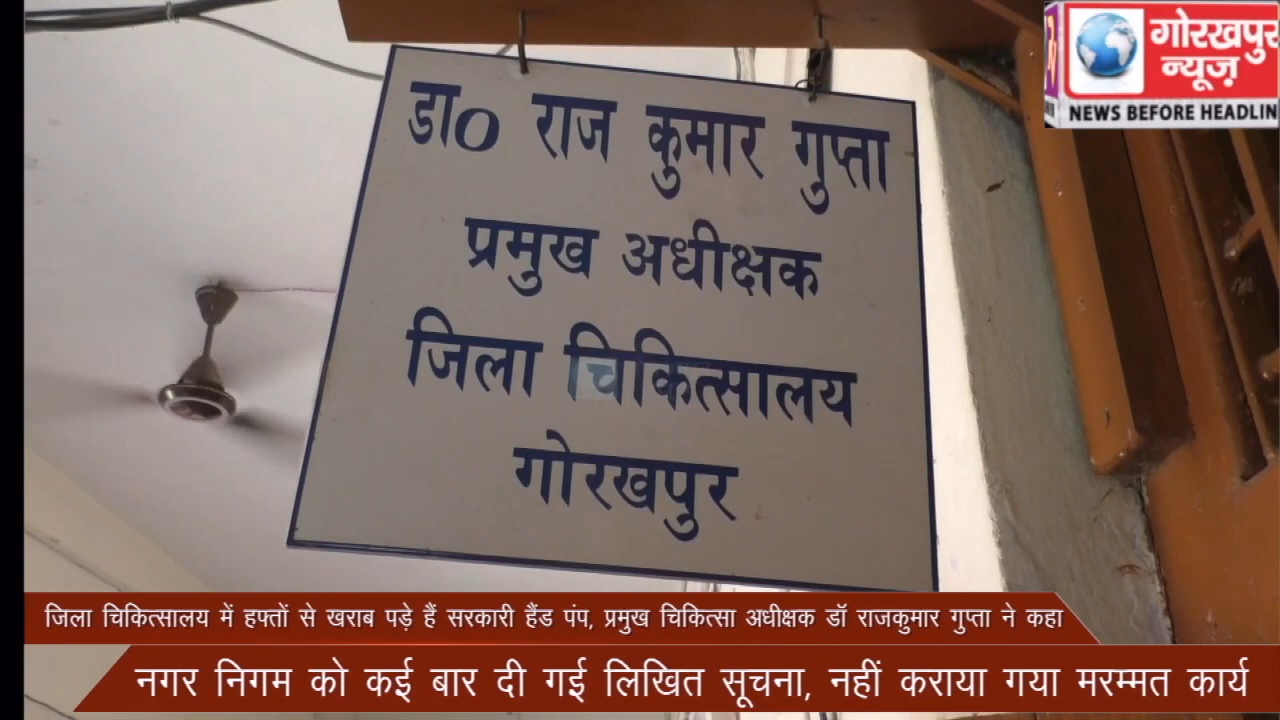 गोरखपुर
न्यूज़
NEWS BEFORE HEADLIN
डा0 राज कुमार गुप्ता
प्रमुख अधीक्षक
जिला चिकित्सालय
गोरखपुर
जिला चिकित्सालय में हफ्तों से खराब पड़े हैं सरकारी हैंड पंप, प्रमुख चिकित्सा अधीक्षक डॉ राजकुमार गुप्ता ने कहा
नगर निगम को कई बार दी गई लिखित सूचना, नहीं कराया गया मरम्मत कार्य